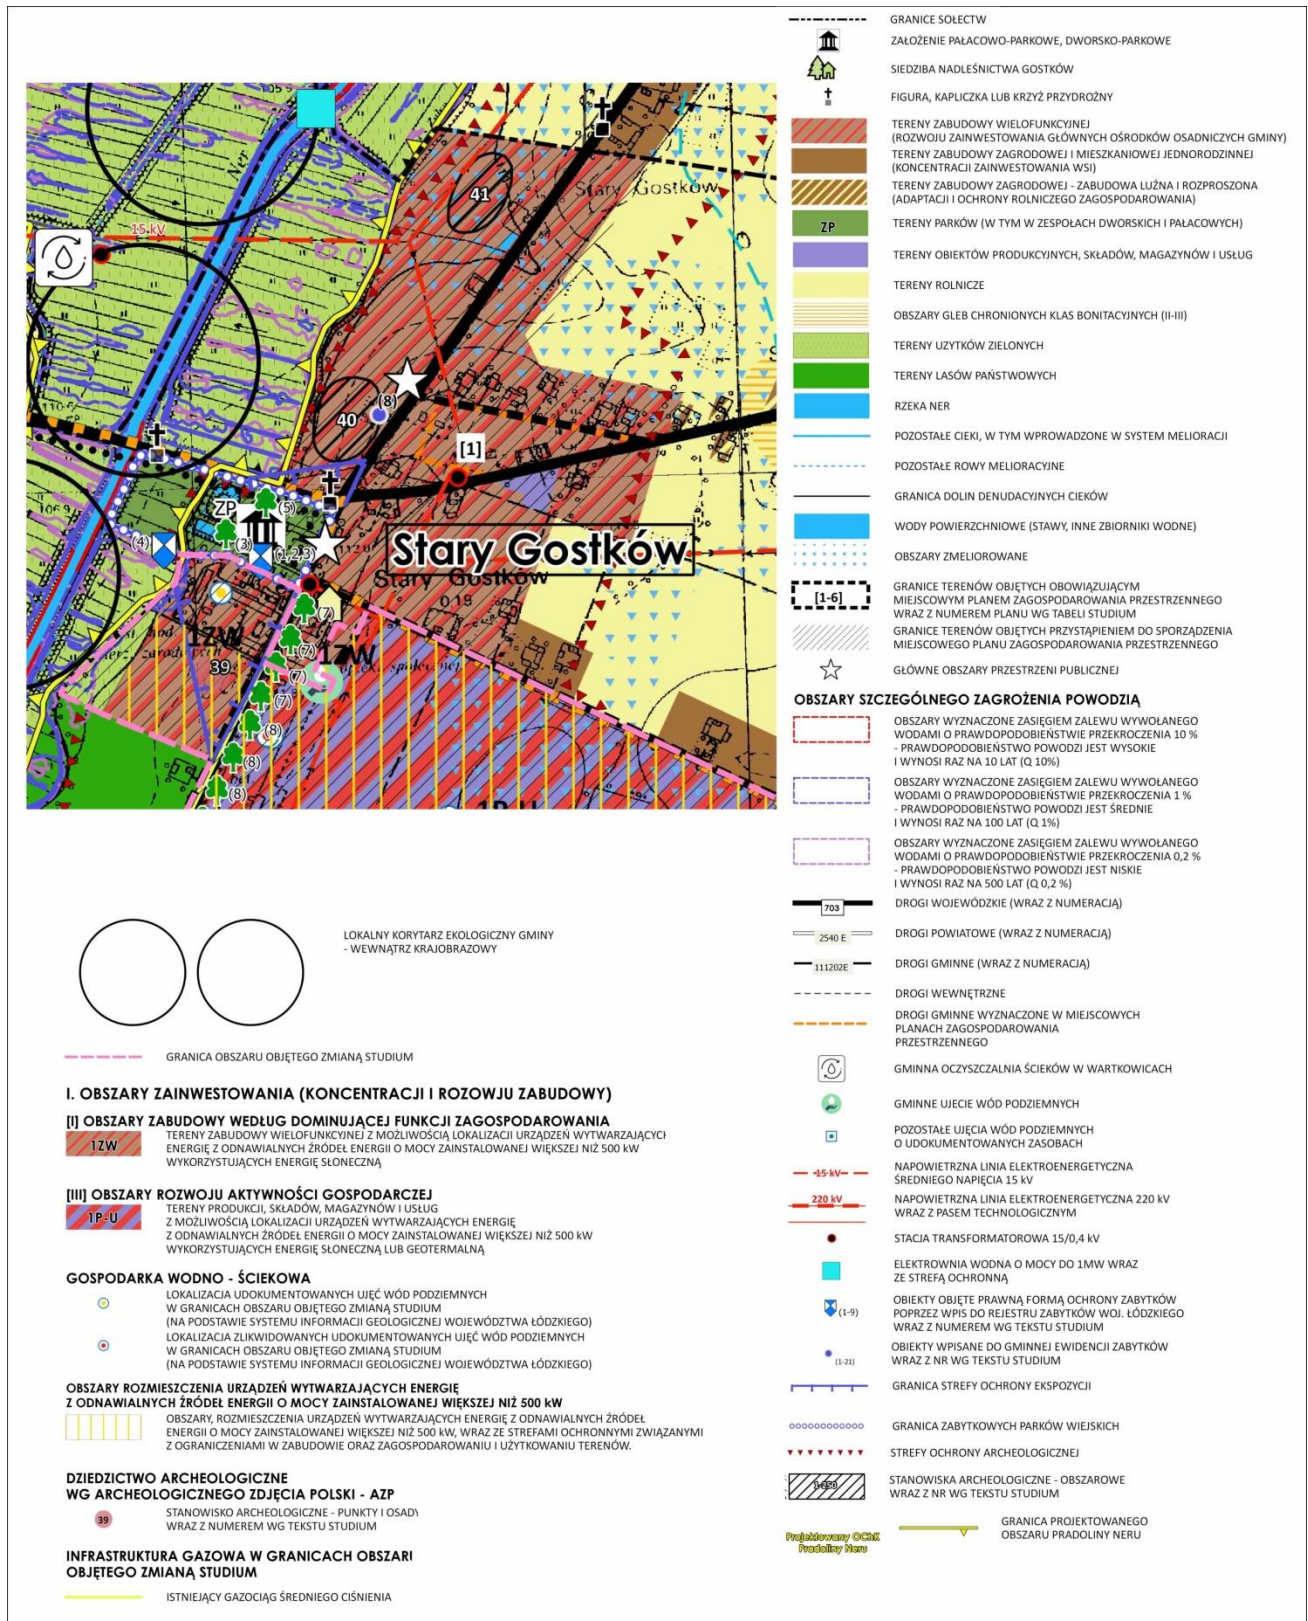 105 5
Ner
Stary Gostków
41
15 kV
110 6
40
(8)
[1]
106 9
ZP
(5)
(4)
(3)
(1,2,3)
112 0
Stary Gostków
Stary Gostków
0.19
1ZW
(7)
(7)
1ZW
39
(7)
(7)
(8)
(8)
(8)
1P-U
LOKALNY KORYTARZ EKOLOGICZNY GMINY
- WEWNĄTRZ KRAJOBRAZOWY
GRANICA OBSZARU OBJĘTEGO ZMIANĄ STUDIUM
I. OBSZARY ZAINWESTOWANIA (KONCENTRACJI I ROZOWJU ZABUDOWY)
[I] OBSZARY ZABUDOWY WEDŁUG DOMINUJĄCEJ FUNKCJI ZAGOSPODAROWANIA
1ZW
TERENY ZABUDOWY WIELOFUNKCYJNEJ Z MOŻLIWOŚCIĄ LOKALIZACJI URZĄDZEŃ WYTWARZAJĄCYCH
ENERGIĘ Z ODNAWIALNYCH ŹRÓDEŁ ENERGII O MOCY ZAINSTALOWANEJ WIĘKSZEJ NIŻ 500 kW
WYKORZYSTUJĄCYCH ENERGIĘ SŁONECZNĄ
[III] OBSZARY ROZWOJU AKTYWNOŚCI GOSPODARCZEJ
1P-U
TERENY PRODUKCJI, SKŁADÓW, MAGAZYNÓW I USŁUG
Z MOŻLIWOŚCIĄ LOKALIZACJI URZĄDZEŃ WYTWARZAJĄCYCH ENERGIĘ
Z ODNAWIALNYCH ŹRÓDEŁ ENERGII O MOCY ZAINSTALOWANEJ WIĘKSZEJ NIŻ 500 kW
WYKORZYSTUJĄCYCH ENERGIĘ SŁONECZNĄ LUB GEOTERMALNĄ
GOSPODARKA WODNO - ŚCIEKOWA
LOKALIZACJA UDOKUMENTOWANYCH UJĘĆ WÓD PODZIEMNYCH
W GRANICACH OBSZARU OBJĘTEGO ZMIANĄ STUDIUM
(NA PODSTAWIE SYSTEMU INFORMACJI GEOLOGICZNEJ WOJEWÓDZTWA ŁÓDZKIEGO)
LOKALIZACJA ZLIKWIDOWANYCH UDOKUMENTOWANYCH UJĘĆ WÓD PODZIEMNYCH
W GRANICACH OBSZARU OBJĘTEGO ZMIANĄ STUDIUM
(NA PODSTAWIE SYSTEMU INFORMACJI GEOLOGICZNEJ WOJEWÓDZTWA ŁÓDZKIEGO)
OBSZARY ROZMIESZCZENIA URZĄDZEŃ WYTWARZAJĄCYCH ENERGIĘ
Z ODNAWIALNYCH ŹRÓDEŁ ENERGII O MOCY ZAINSTALOWANEJ WIĘKSZEJ NIŻ 500 kW
OBSZARY, ROZMIESZCZENIA URZĄDZEŃ WYTWARZAJĄCYCH ENERGIĘ Z ODNAWIALNYCH ŹRÓDEŁ
ENERGII O MOCY ZAINSTALOWANEJ WIĘKSZEJ NIŻ 500 kW, WRAZ ZE STREFAMI OCHRONNYMI ZWIĄZANYMI
Z OGRANICZENIAMI W ZABUDOWIE ORAZ ZAGOSPODAROWANIU I UŻYTKOWANIU TERENÓW.
DZIEDZICTWO ARCHEOLOGICZNE
WG ARCHEOLOGICZNEGO ZDJĘCIA POLSKI - AZP
39
STANOWISKO ARCHEOLOGICZNE - PUNKTY I OSADY
WRAZ Z NUMEREM WG TEKSTU STUDIUM
INFRASTRUKTURA GAZOWA W GRANICACH OBSZARU
OBJĘTEGO ZMIANĄ STUDIUM
ISTNIEJĄCY GAZOCIĄG ŚREDNIEGO CIŚNIENIA
GRANICE SOŁECTW
ZAŁOŻENIE PAŁACOWO-PARKOWE, DWORSKO-PARKOWE
SIEDZIBA NADLEŚNICTWA GOSTKÓW
FIGURA, KAPLICZKA LUB KRZYŻ PRZYDROŻNY
TERENY ZABUDOWY WIELOFUNKCYJNEJ
(ROZWOJU ZAINWESTOWANIA GŁÓWNYCH OŚRODKÓW OSADNICZYCH GMINY)
TERENY ZABUDOWY ZAGRODOWEJ I MIESZKANIOWEJ JEDNORODZINNEJ
(KONCENTRACJI ZAINWESTOWANIA WSI)
TERENY ZABUDOWY ZAGRODOWEJ - ZABUDOWA LUŹNA I ROZPROSZONA
(ADAPTACJI I OCHRONY ROLNICZEGO ZAGOSPODAROWANIA)
ZP
TERENY PARKÓW (W TYM W ZESPOŁACH DWORSKICH I PAŁACOWYCH)
TERENY OBIEKTÓW PRODUKCYJNYCH, SKŁADÓW, MAGAZYNÓW I USŁUG
TERENY ROLNICZE
OBSZARY GLEB CHRONIONYCH KLAS BONITACYJNYCH (II-III)
TERENY UZYTKÓW ZIELONYCH
TERENY LASÓW PAŃSTWOWYCH
RZEKA NER
POZOSTAŁE CIEKI, W TYM WPROWADZONE W SYSTEM MELIORACJI
POZOSTAŁE ROWY MELIORACYJNE
GRANICA DOLIN DENUDACYJNYCH CIEKÓW
WODY POWIERZCHNIOWE (STAWY, INNE ZBIORNIKI WODNE)
OBSZARY ZMELIOROWANE
[1-6]
GRANICE TERENÓW OBJĘTYCH OBOWIĄZUJĄCYM
MIEJSCOWYM PLANEM ZAGOSPODAROWANIA PRZESTRZENNEGO
WRAZ Z NUMEREM PLANU WG TABELI STUDIUM
GRANICE TERENÓW OBJĘTYCH PRZYSTĄPIENIEM DO SPORZĄDZENIA
MIEJSCOWEGO PLANU ZAGOSPODAROWANIA PRZESTRZENNEGO
GŁÓWNE OBSZARY PRZESTRZENI PUBLICZNEJ
OBSZARY SZCZEGÓLNEGO ZAGROŻENIA POWODZIĄ
OBSZARY WYZNACZONE ZASIĘGIEM ZALEWU WYWOŁANEGO
WODAMI O PRAWDOPODOBIEŃSTWIE PRZEKROCZENIA 10 %
- PRAWDOPODOBIEŃSTWO POWODZI JEST WYSOKIE
I WYNOSI RAZ NA 10 LAT (Q 10%)
OBSZARY WYZNACZONE ZASIĘGIEM ZALEWU WYWOŁANEGO
WODAMI O PRAWDOPODOBIEŃSTWIE PRZEKROCZENIA 1 %
- PRAWDOPODOBIEŃSTWO POWODZI JEST ŚREDNIE
I WYNOSI RAZ NA 100 LAT (Q 1%)
OBSZARY WYZNACZONE ZASIĘGIEM ZALEWU WYWOŁANEGO
WODAMI O PRAWDOPODOBIEŃSTWIE PRZEKROCZENIA 0,2 %
- PRAWDOPODOBIEŃSTWO POWODZI JEST NISKIE
I WYNOSI RAZ NA 500 LAT (Q 0,2 %)
703
DROGI WOJEWÓDZKIE (WRAZ Z NUMERACJĄ)
2540 E
DROGI POWIATOWE (WRAZ Z NUMERACJĄ)
111202E
DROGI GMINNE (WRAZ Z NUMERACJĄ)
DROGI WEWNĘTRZNE
DROGI GMINNE WYZNACZONE W MIEJSCOWYCH
PLANACH ZAGOSPODAROWANIA
PRZESTRZENNEGO
GMINNA OCZYSZCZALNIA ŚCIEKÓW W WARTKOWICACH
GMINNE UJECIE WÓD PODZIEMNYCH
POZOSTAŁE UJĘCIA WÓD PODZIEMNYCH
O UDOKUMENTOWANYCH ZASOBACH
15 kV
NAPOWIETRZNA LINIA ELEKTROENERGETYCZNA
ŚREDNIEGO NAPIĘCIA 15 kV
220 kV
NAPOWIETRZNA LINIA ELEKTROENERGETYCZNA 220 kV
WRAZ Z PASEM TECHNOLOGICZNYM
STACJA TRANSFORMATOROWA 15/0,4 kV
ELEKTROWNIA WODNA O MOCY DO 1MW WRAZ
ZE STREFĄ OCHRONNĄ
(1-9)
OBIEKTY OBJĘTE PRAWNĄ FORMĄ OCHRONY ZABYTKÓW
POPRZEZ WPIS DO REJESTRU ZABYTKÓW WOJ. ŁÓDZKIEGO
WRAZ Z NUMEREM WG TEKSTU STUDIUM
(1-21)
OBIEKTY WPISANE DO GMINNEJ EWIDENCJI ZABYTKÓW
WRAZ Z NR WG TEKSTU STUDIUM
GRANICA STREFY OCHRONY EKSPOZYCJI
GRANICA ZABYTKOWYCH PARKÓW WIEJSKICH
STREFY OCHRONY ARCHEOLOGICZNEJ
1-250
STANOWISKA ARCHEOLOGICZNE - OBSZAROWE
WRAZ Z NR WG TEKSTU STUDIUM
Projektowany OChK
Pradoliny Neru
GRANICA PROJEKTOWANEGO
OBSZARU PRADOLINY NERU